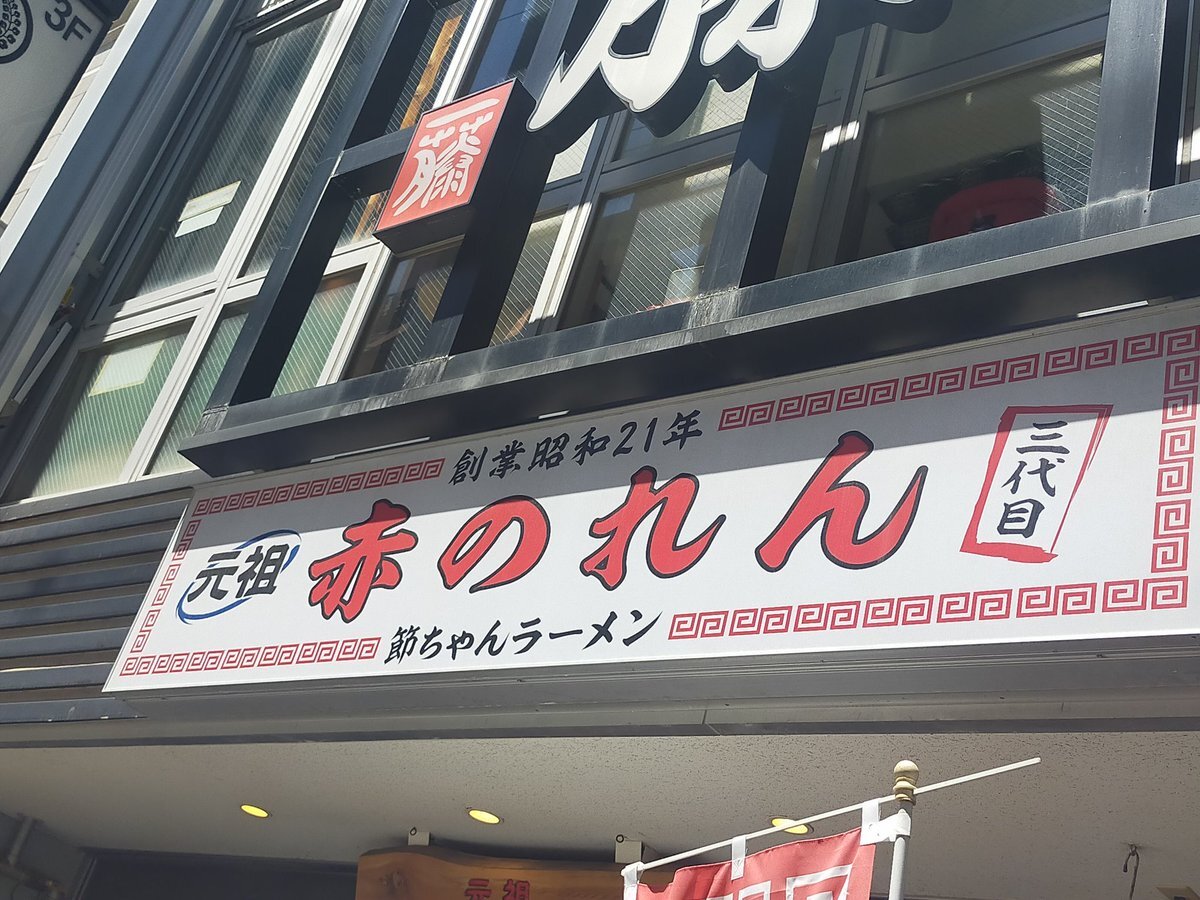 3F
一藤
創業昭和21年
元祖 赤のれん 三代目
節ちゃんラーメン
元祖